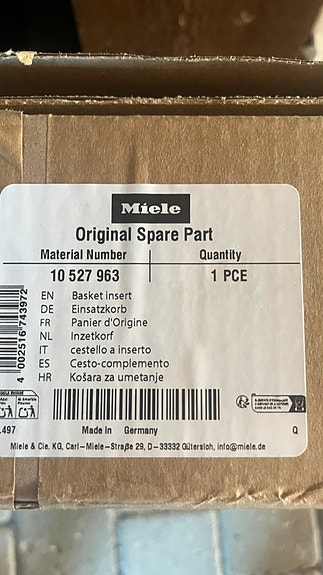 Miele
Original Spare Part
Material Number Quantity
10 527 963 1 PCE
EN Basket insert
DE Einsatzkorb
FR Panier d'Origine
NL Inzetkorf
IT cestello a inserto
ES Cesto-complemento
HR Košara za umetanje
4 002516 743972
.497 Made in Germany Q
Miele & Cie. KG, Carl-Miele-Straße 29, D-33332 Gütersloh, info@miele.de